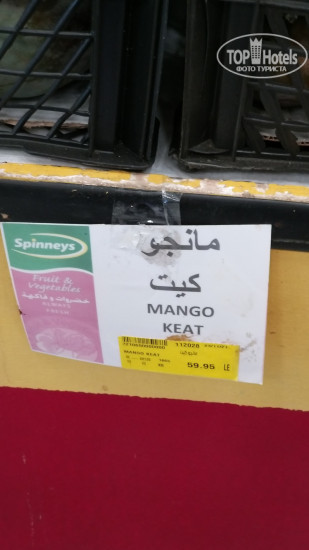 TOP Hotels
ФОТО ТУРИСТА
Spinneys
Fruit &
Vegetables
خضروات و فاكهة
ALWAYS
FRESH
مانجو
كيت
MANGO
KEAT
112028
MANGO KEAT
59.95 LE